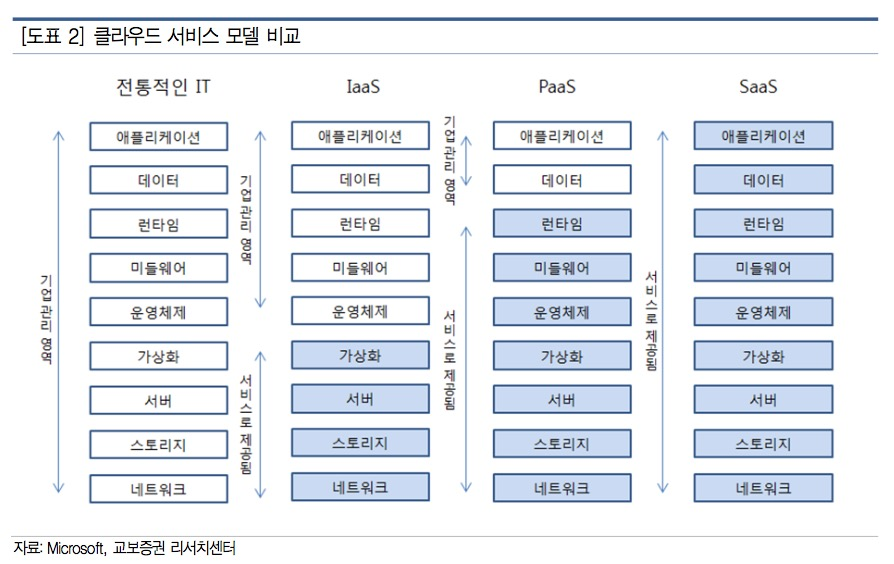 [도표 2] 클라우드 서비스 모델 비교
전통적인 IT
기업 관리 영역
애플리케이션
데이터
런타임
미들웨어
운영체제
가상화
서버
스토리지
네트워크
IaaS
기업 관리 영역
서비스로 제공됨
애플리케이션
데이터
런타임
미들웨어
운영체제
가상화
서버
스토리지
네트워크
PaaS
기업 관리 영역
서비스로 제공됨
애플리케이션
데이터
런타임
미들웨어
운영체제
가상화
서버
스토리지
네트워크
SaaS
서비스로 제공됨
애플리케이션
데이터
런타임
미들웨어
운영체제
가상화
서버
스토리지
네트워크
자료: Microsoft, 교보증권 리서치센터